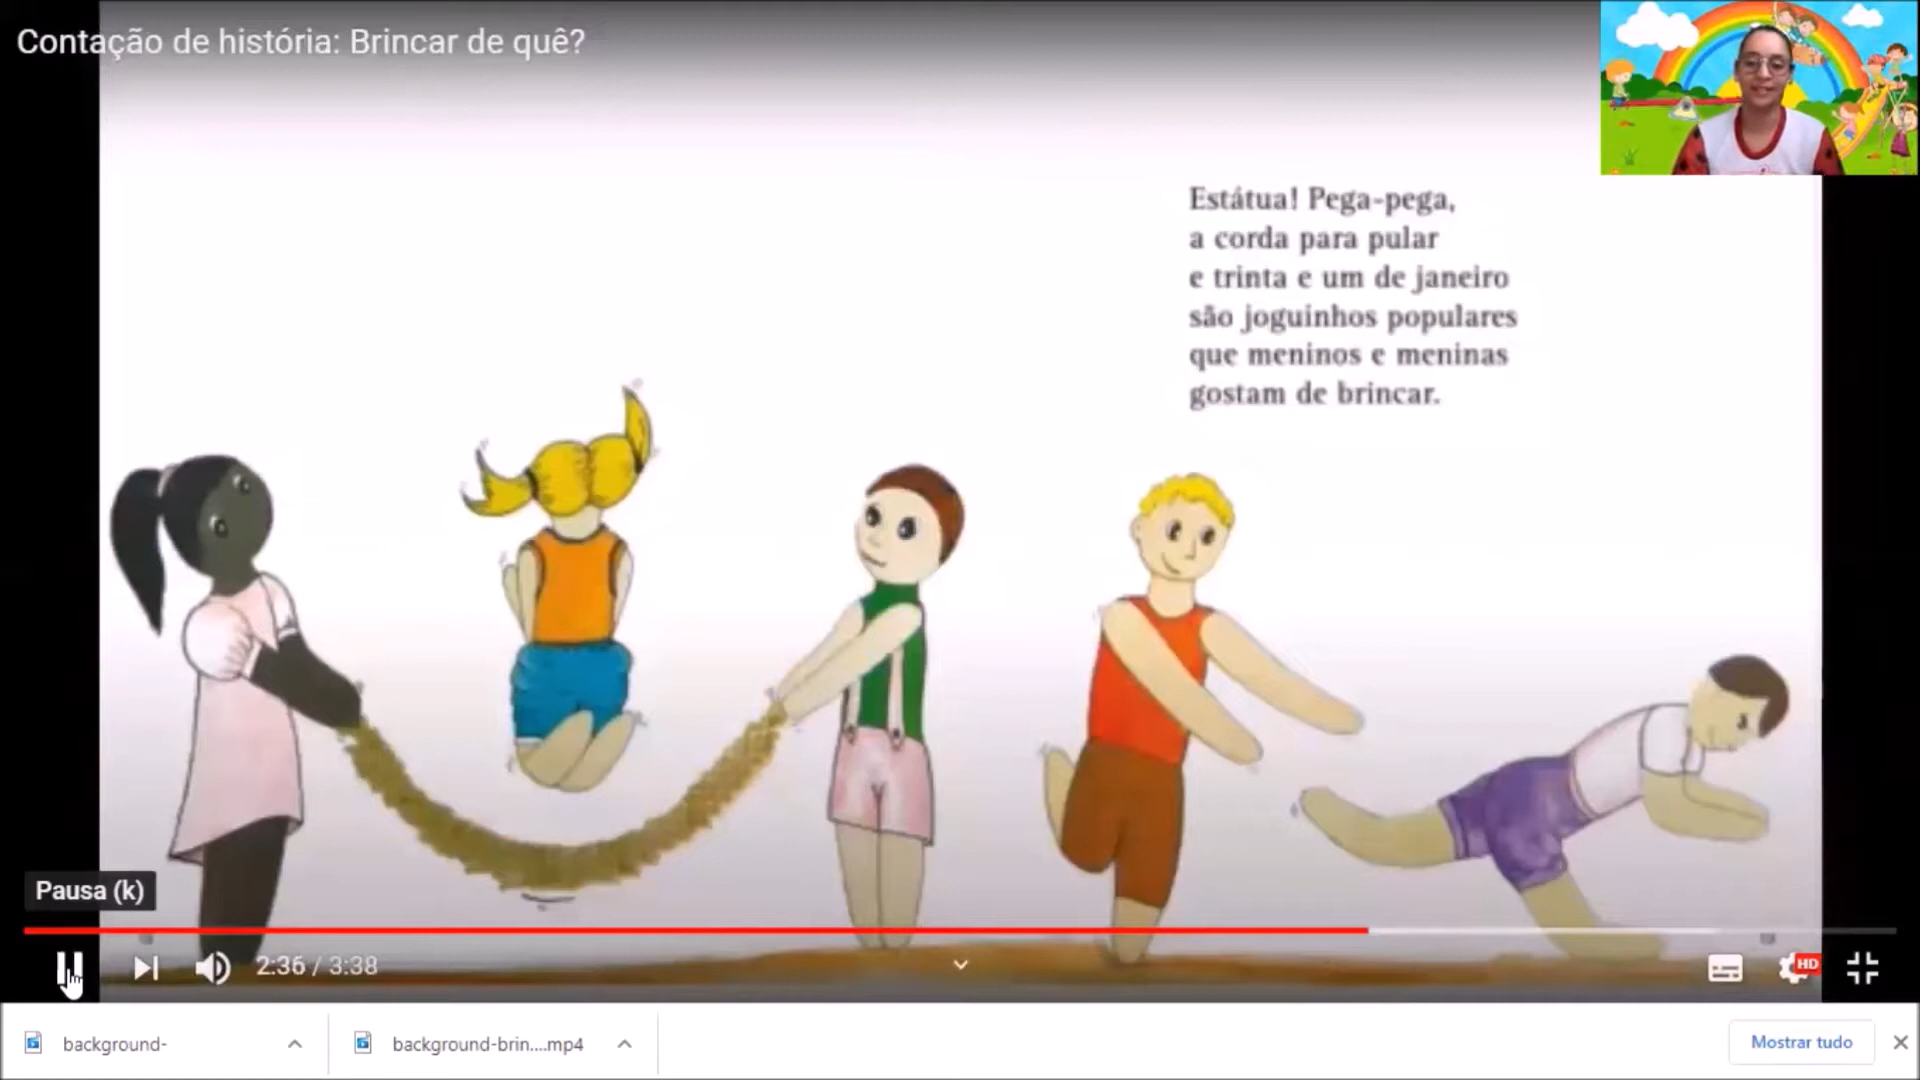 Contação de história: Brincar de quê?
Estátua! Pega-pega,
a corda para pular
e trinta e um de janeiro
são joguinhos populares
que meninos e meninas
gostam de brincar.
Pausa (k)
2:36 / 3:38
HD
background-
background-brin....mp4
Mostrar tudo